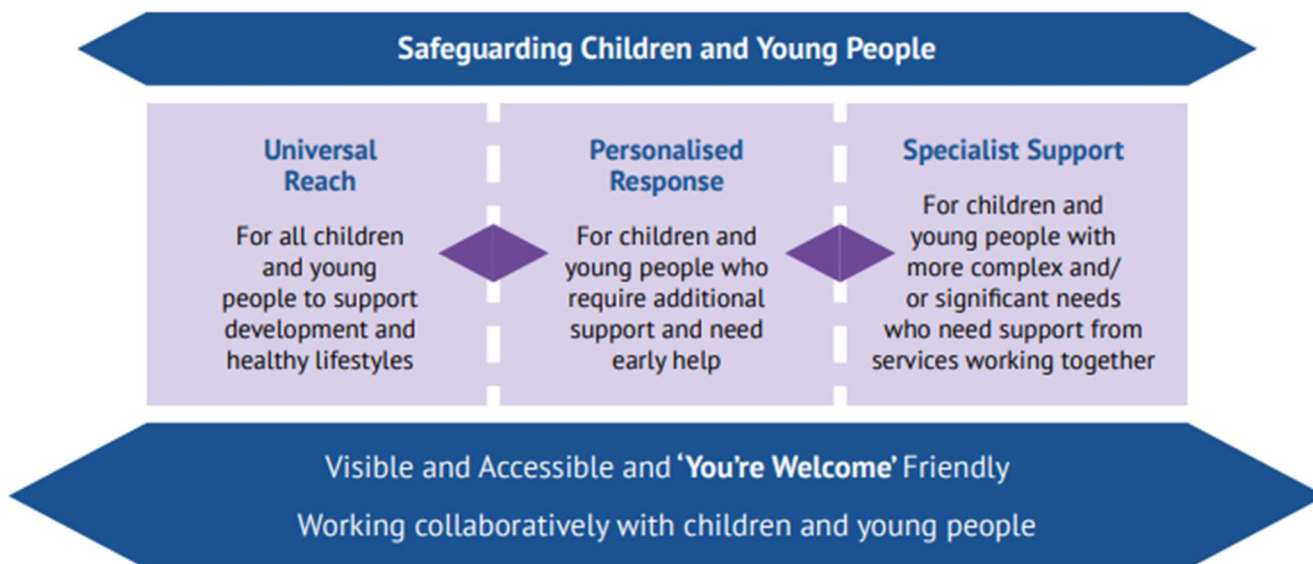 Safeguarding Children and Young People
Universal
Reach
For all children
and young
people to support
development and
healthy lifestyles
Personalised
Response
For children and
young people who
require additional
support and need
early help
Specialist Support
For children and
young people with
more complex and/
or significant needs
who need support from
services working together
Visible and Accessible and ‘You’re Welcome’ Friendly
Working collaboratively with children and young people